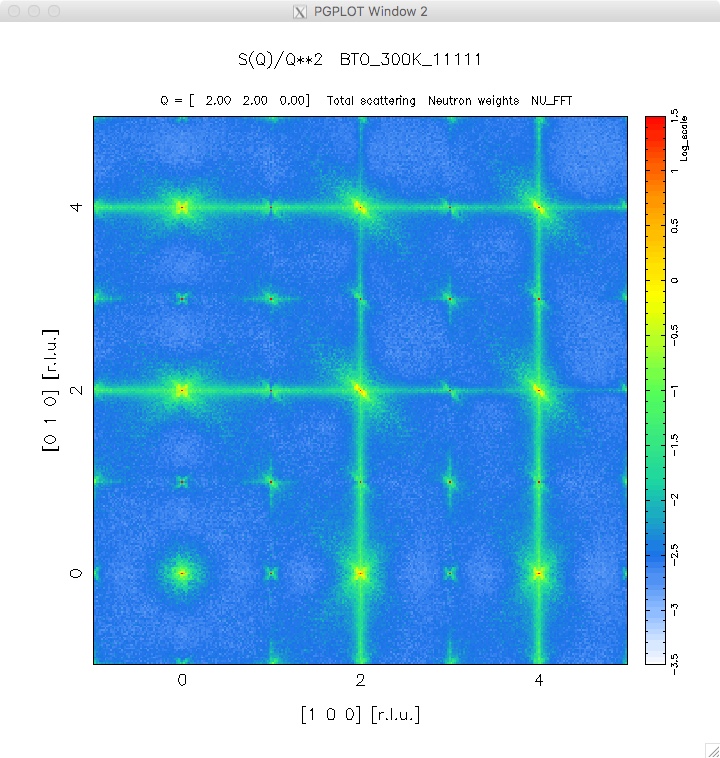 PGPLOT Window 2
S(Q)/Q**2 BTO_300K_11111
Q = [ 2.00 2.00 0.00] Total scattering Neutron weights NU_FFT
1.5
Log_scale
1
0.5
0
−0.5
−1
−1.5
−2
−2.5
−3
−3.5
4
2
0
[0 1 0] [r.l.u.]
0 2 4
[1 0 0] [r.l.u.]